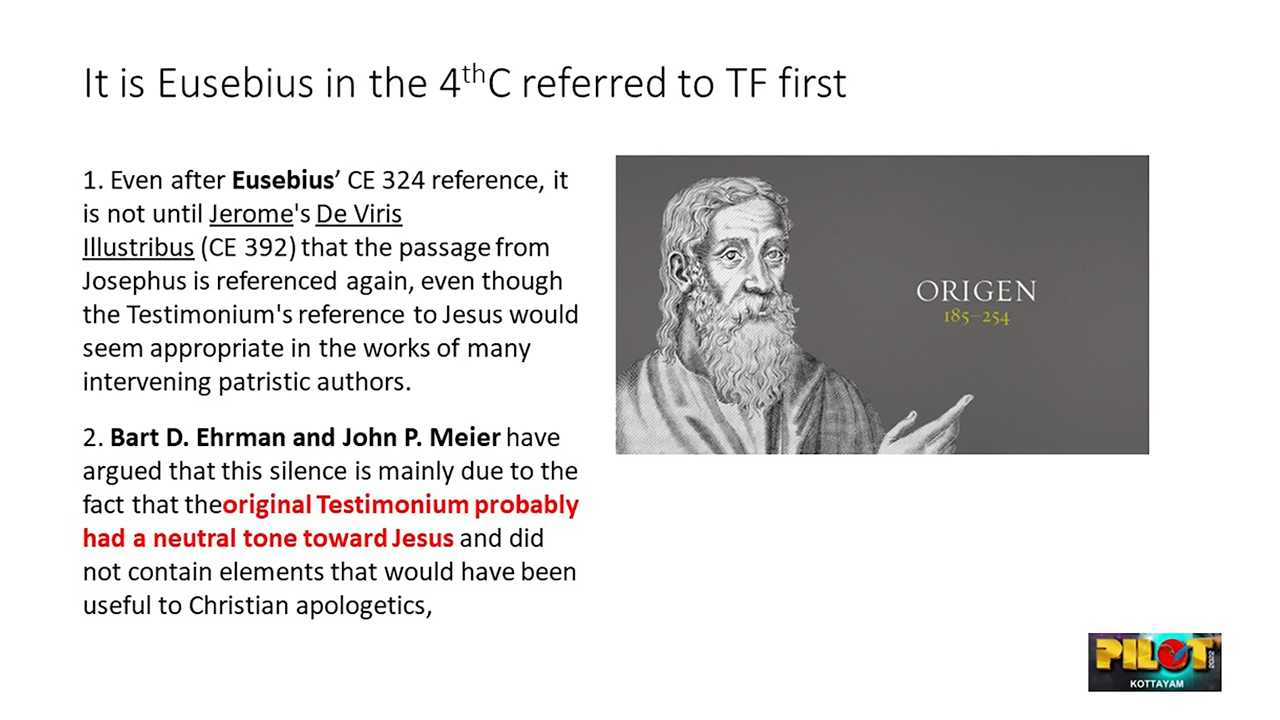 It is Eusebius in the 4thC referred to TF first
1. Even after Eusebius’ CE 324 reference, it
is not until Jerome's De Viris
Illustribus (CE 392) that the passage from
Josephus is referenced again, even though
the Testimonium's reference to Jesus would
seem appropriate in the works of many
intervening patristic authors.
2. Bart D. Ehrman and John P. Meier have
argued that this silence is mainly due to the
fact that theoriginal Testimonium probably
had a neutral tone toward Jesus and did
not contain elements that would have been
useful to Christian apologetics,
ORIGEN
185–254
PILOT
2022
KOTTAYAM